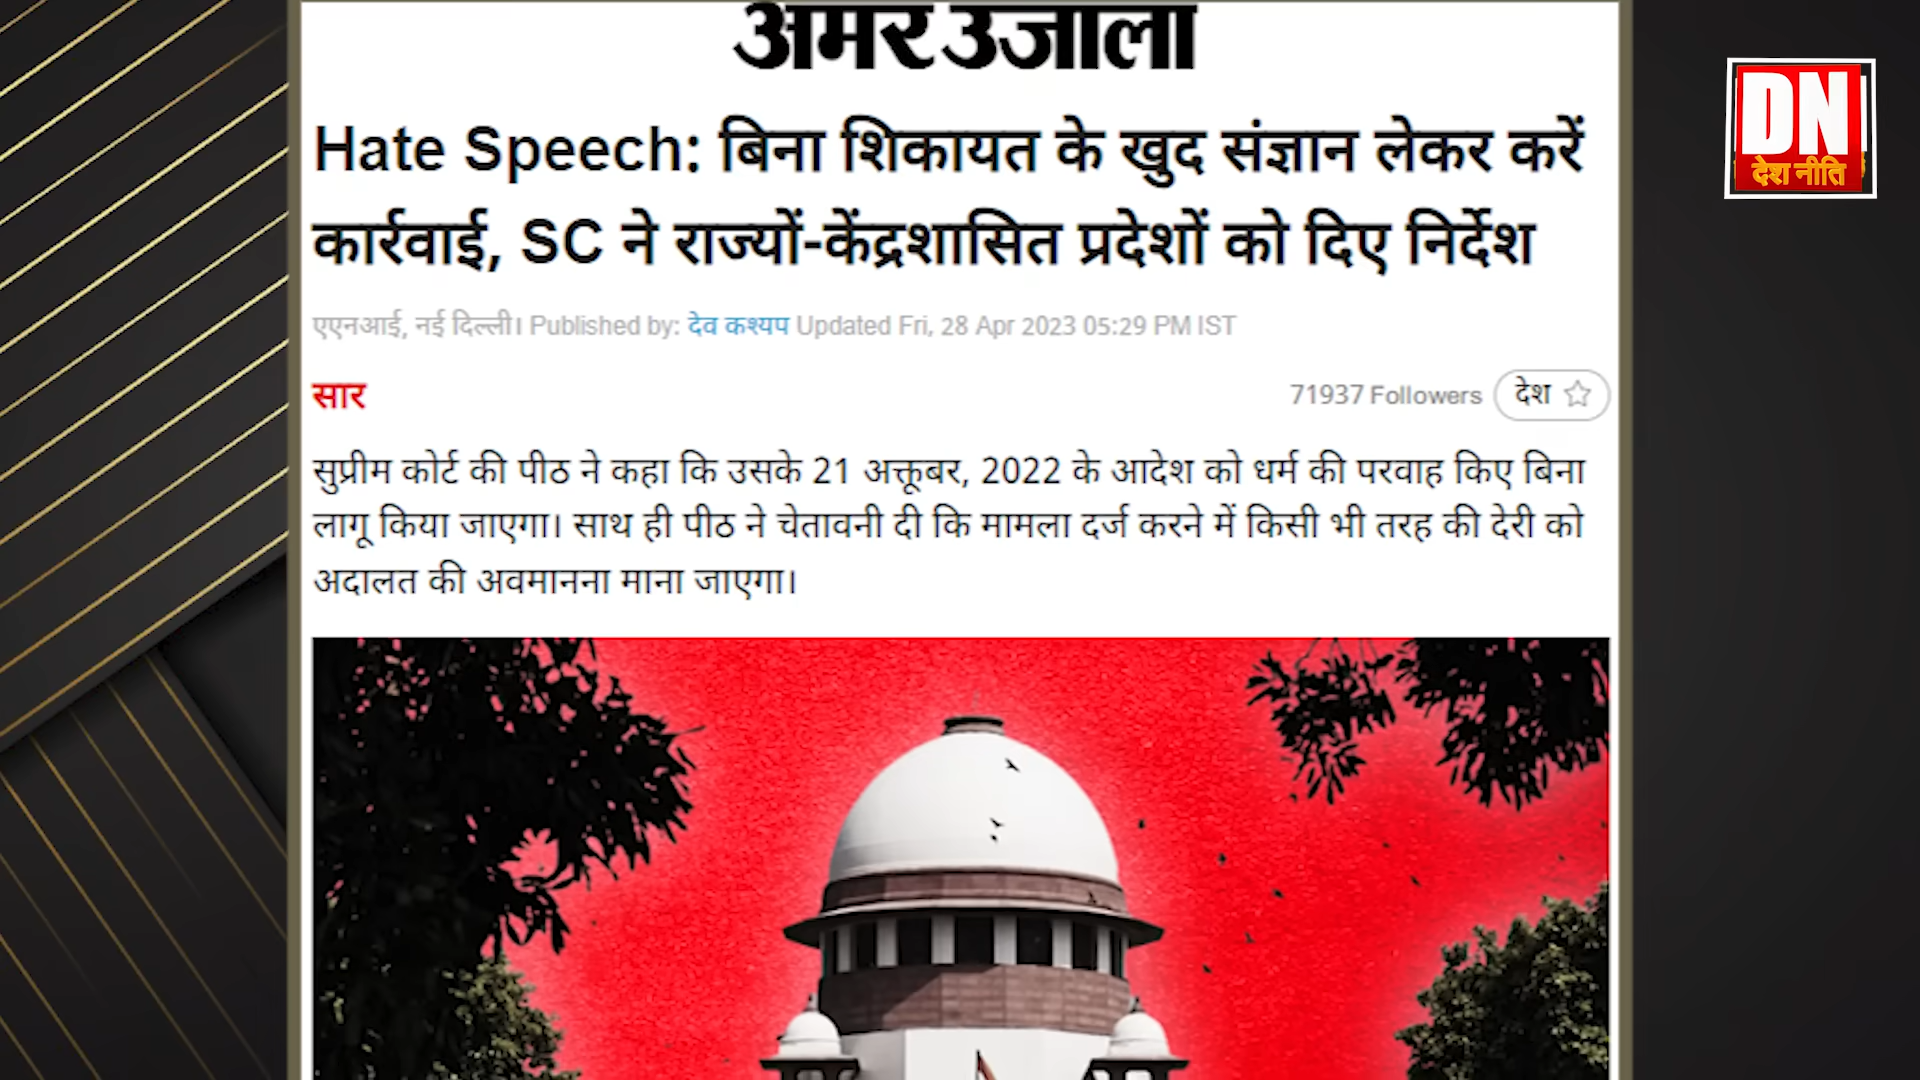 अमर उजाला
DN
देश नीति
Hate Speech: बिना शिकायत के खुद संज्ञान लेकर करें
कार्रवाई, SC ने राज्यों-केंद्रशासित प्रदेशों को दिए निर्देश
एएनआई, नई दिल्ली। Published by: देव कश्यप Updated Fri, 28 Apr 2023 05:29 PM IST
सार
71937 Followers देश
सुप्रीम कोर्ट की पीठ ने कहा कि उसके 21 अक्तूबर, 2022 के आदेश को धर्म की परवाह किए बिना
लागू किया जाएगा। साथ ही पीठ ने चेतावनी दी कि मामला दर्ज करने में किसी भी तरह की देरी को
अदालत की अवमानना माना जाएगा।